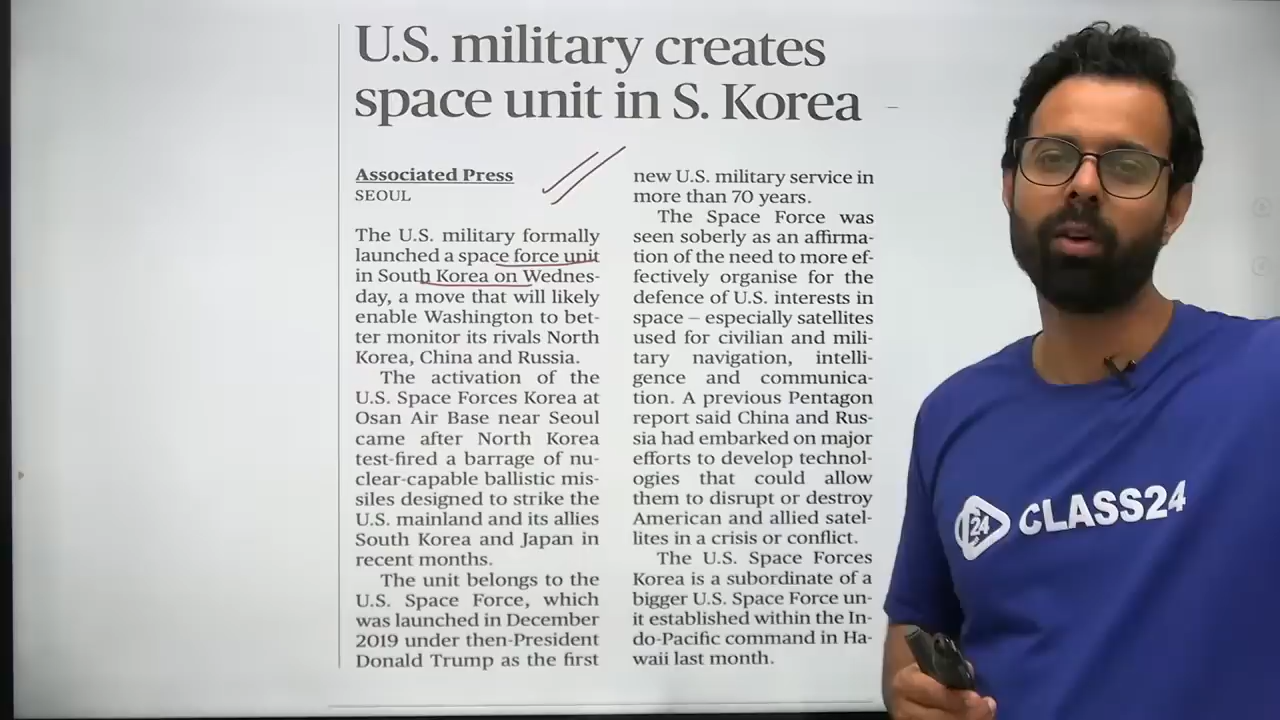 U.S. military creates
space unit in S. Korea
Associated Press
SEOUL
The U.S. military formally
launched a space force unit
in South Korea on Wednes-
day, a move that will likely
enable Washington to bet-
ter monitor its rivals North
Korea, China and Russia.
The activation of the
U.S. Space Forces Korea at
Osan Air Base near Seoul
came after North Korea
test-fired a barrage of nu-
clear-capable ballistic mis-
siles designed to strike the
U.S. mainland and its allies
South Korea and Japan in
recent months.
The unit belongs to the
U.S. Space Force, which
was launched in December
2019 under then-President
Donald Trump as the first
new U.S. military service in
more than 70 years.
The Space Force was
seen soberly as an affirma-
tion of the need to more ef-
fectively organise for the
defence of U.S. interests in
space – especially satellites
used for civilian and mili-
tary navigation, intelli-
gence and communica-
tion. A previous Pentagon
report said China and Rus-
sia had embarked on major
efforts to develop technol-
ogies that could allow
them to disrupt or destroy
American and allied satel-
lites in a crisis or conflict.
The U.S. Space Forces
Korea is a subordinate of a
bigger U.S. Space Force un-
it established within the In-
do-Pacific command in Ha-
waii last month.
24 CLASS24